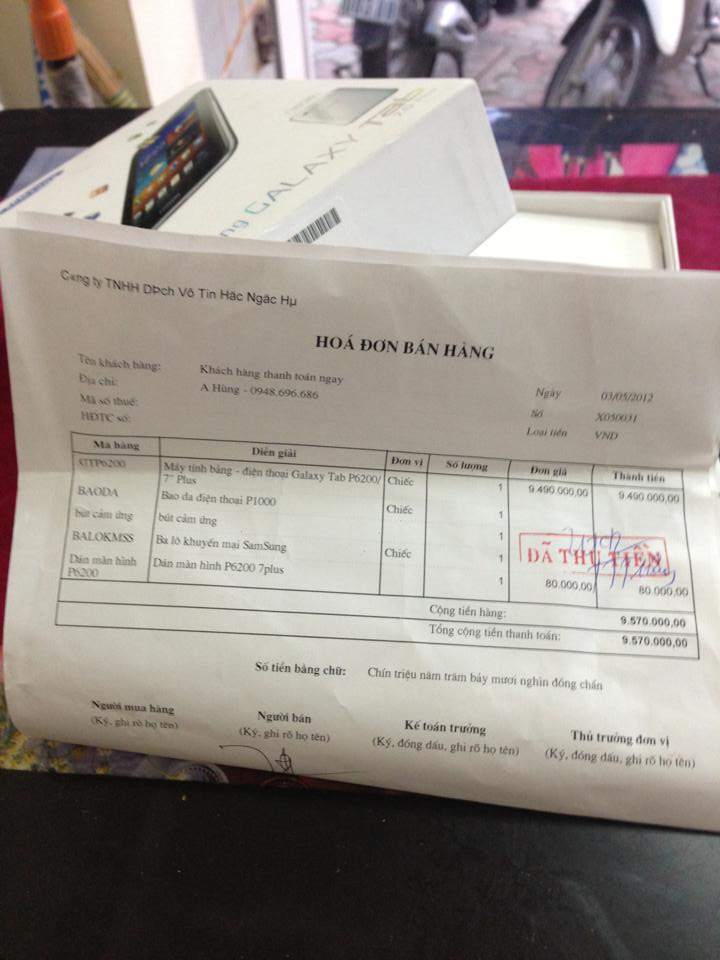 GALAXY Tab
Công ty TNHH DÞch Vô Tin Häc Ngäc Hµ
HOÁ ĐƠN BÁN HÀNG
Tên khách hàng: Khách hàng thanh toán ngay
Địa chỉ: A Hùng - 0948.696.686
Mã số thuế:
HĐTC số:
Ngày 03/05/2012
Số X050031
Loại tiền VND
Mã hàng Diễn giải Đơn vị Số lượng Đơn giá Thành tiền
GTP6200 Máy tính bảng - điện thoại Galaxy Tab P6200/ 7" Plus Chiếc 1 9.490.000,00 9.490.000,00
BAODA Bao da điện thoại P1000 Chiếc 1
bút cảm ứng bút cảm ứng 1
BALOKMSS Ba lô khuyến mại SamSung Chiếc 1
Dán màn hình P6200 Dán màn hình P6200 7plus 1 80.000,00 80.000,00
ĐÃ THU TIỀN
Cộng tiền hàng: 9.570.000,00
Tổng cộng tiền thanh toán: 9.570.000,00
Số tiền bằng chữ: Chín triệu năm trăm bảy mươi nghìn đồng chẵn
Người mua hàng Người bán Kế toán trưởng Thủ trưởng đơn vị
(Ký, ghi rõ họ tên) (Ký, ghi rõ họ tên) (Ký, đóng dấu, ghi rõ họ tên) (Ký, đóng dấu, ghi rõ họ tên)